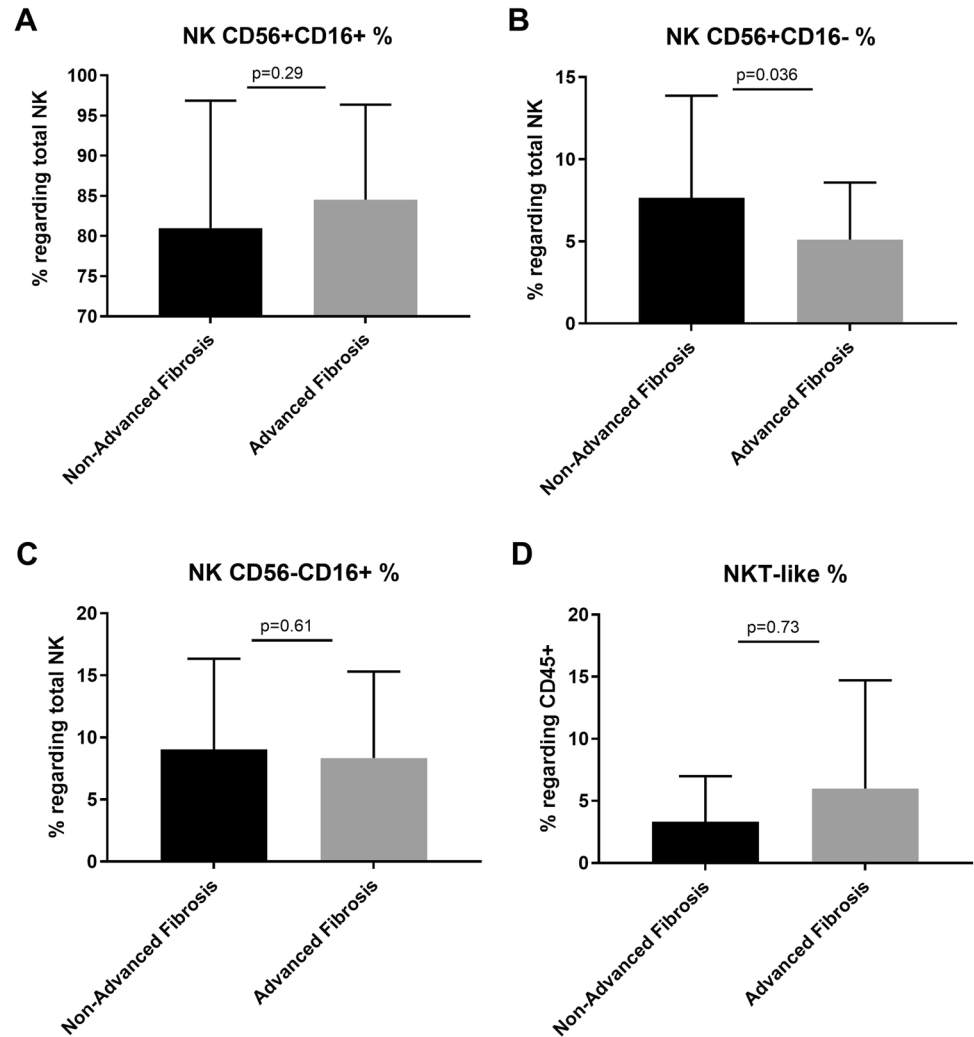 A
NK CD56+CD16+ %
p=0.29
100
95
90
85
80
75
70
% regarding total NK
Non-Advanced Fibrosis
Advanced Fibrosis
B
NK CD56+CD16- %
p=0.036
15
10
5
0
% regarding total NK
Non-Advanced Fibrosis
Advanced Fibrosis
C
NK CD56-CD16+ %
p=0.61
20
15
10
5
0
% regarding total NK
Non-Advanced Fibrosis
Advanced Fibrosis
D
NKT-like %
p=0.73
20
15
10
5
0
% regarding CD45+
Non-Advanced Fibrosis
Advanced Fibrosis